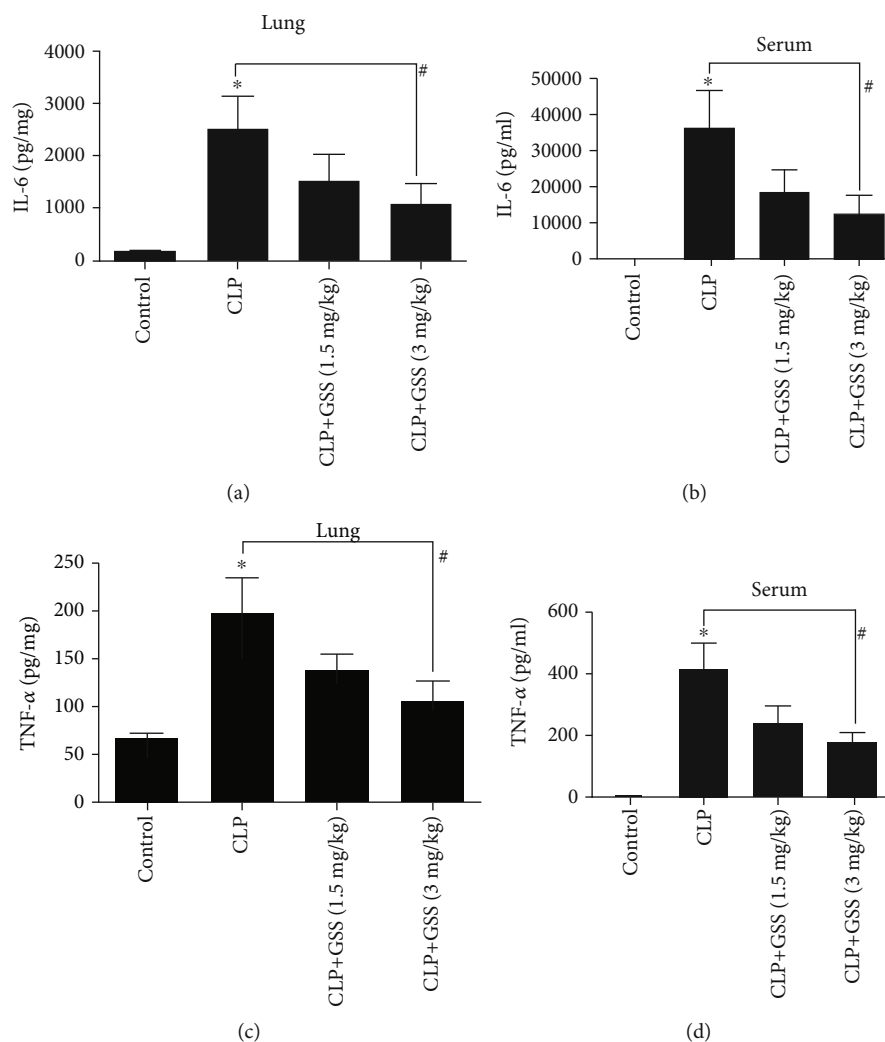 Lung
IL-6 (pg/mg)
4000
3000
2000
1000
0
*
#
Control
CLP
CLP+GSS (1.5 mg/kg)
CLP+GSS (3 mg/kg)
(a)
Serum
IL-6 (pg/ml)
50000
40000
30000
20000
10000
0
*
#
Control
CLP
CLP+GSS (1.5 mg/kg)
CLP+GSS (3 mg/kg)
(b)
Lung
TNF-α (pg/mg)
250
200
150
100
50
0
*
#
Control
CLP
CLP+GSS (1.5 mg/kg)
CLP+GSS (3 mg/kg)
(c)
Serum
TNF-α (pg/ml)
600
400
200
0
*
#
Control
CLP
CLP+GSS (1.5 mg/kg)
CLP+GSS (3 mg/kg)
(d)